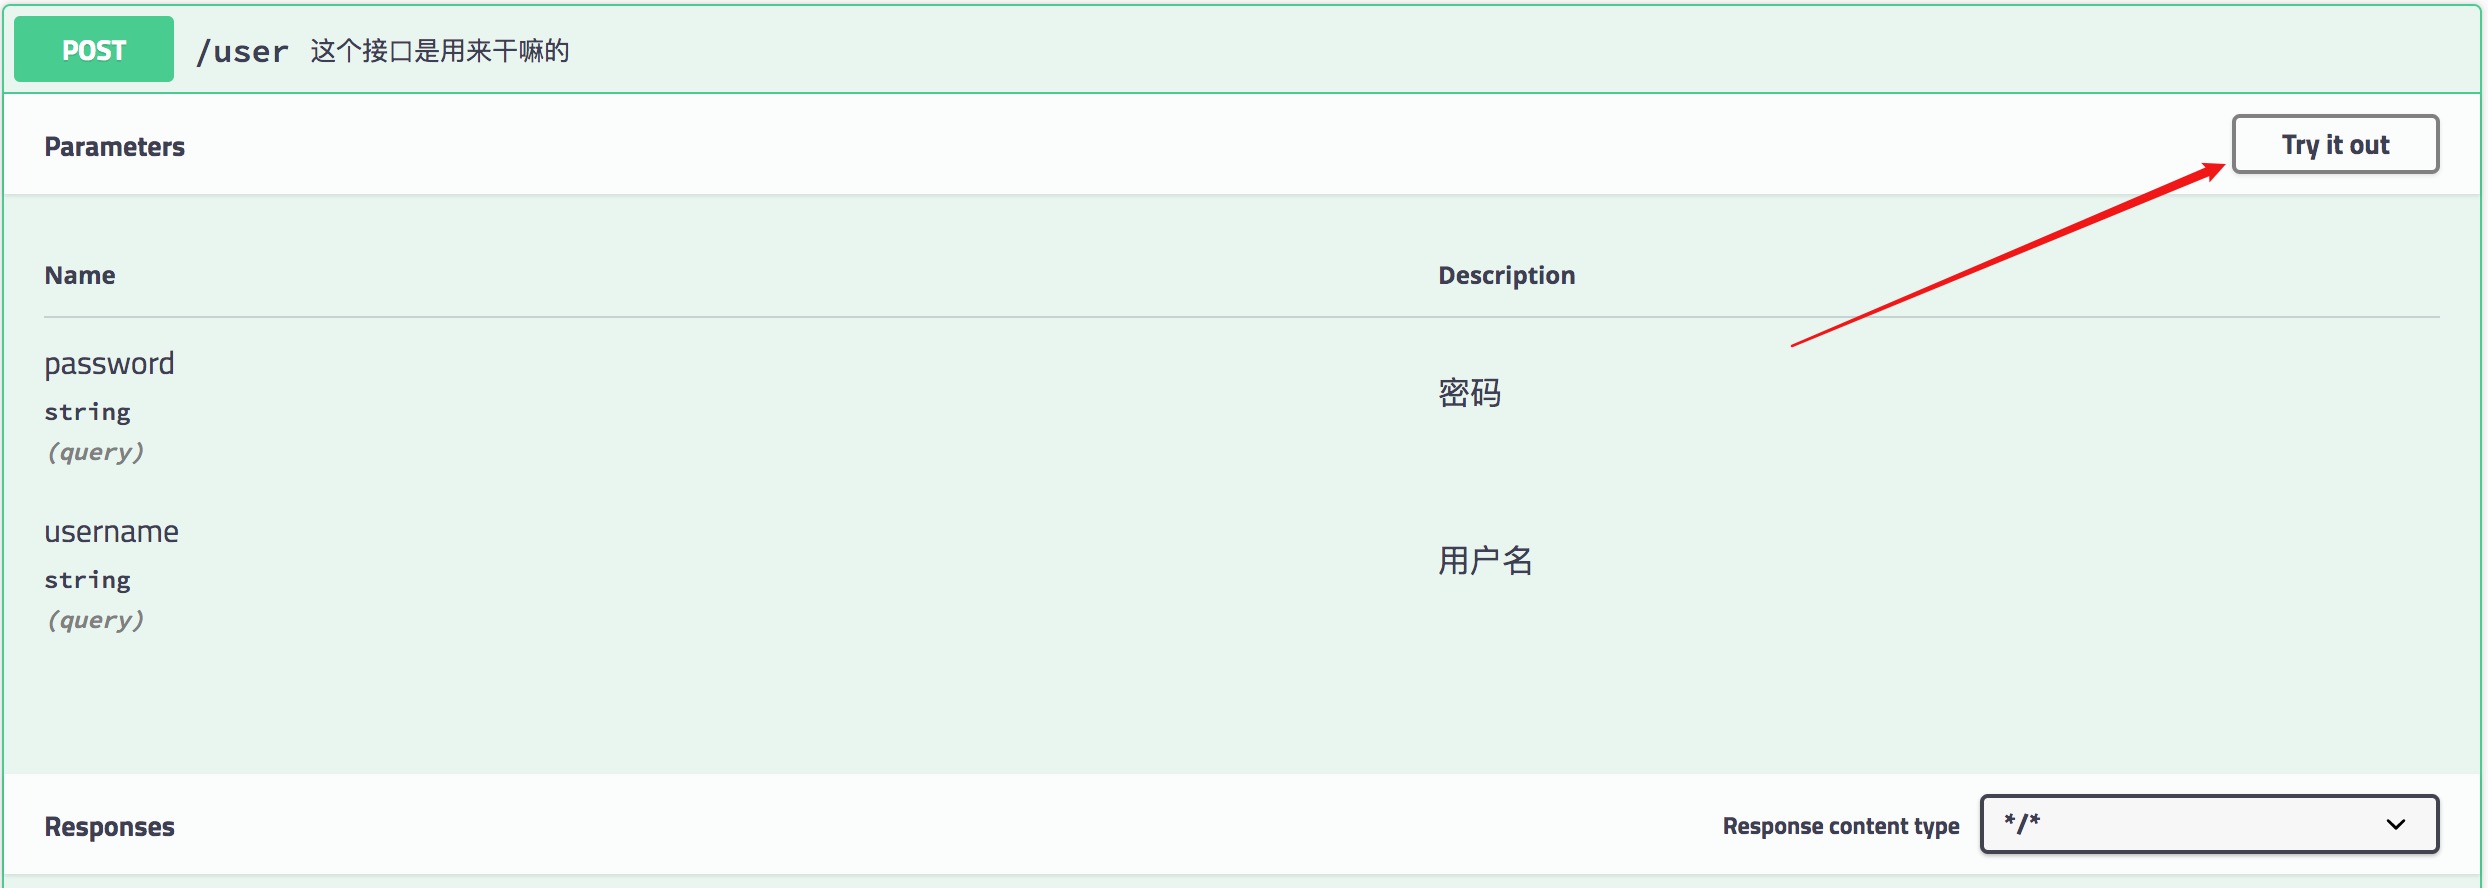 POST /user 这个接口是用来干嘛的
Parameters Try it out
Name Description
password
string
(query)
密码
username
string
(query)
用户名
Responses Response content type */*